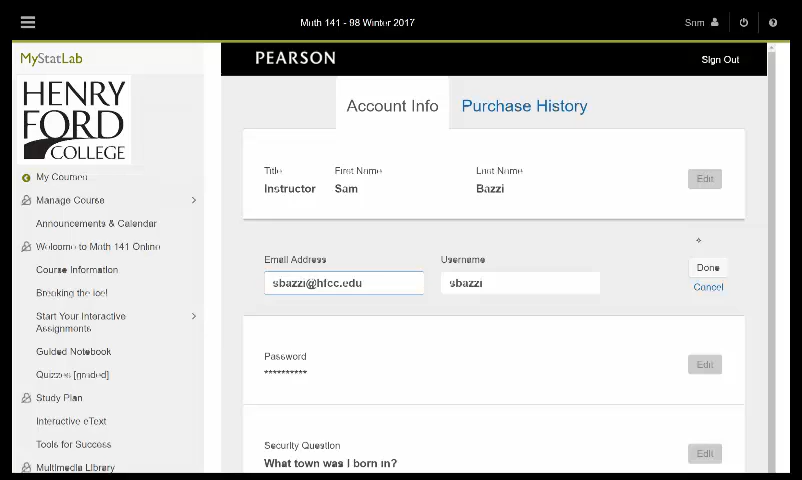 Math 141 - 98 Winter 2017
Sam
MyStatLab
PEARSON
Sign Out
HENRY
FORD
COLLEGE
Account Info
Purchase History
My Courses
Manage Course
Announcements & Calendar
Welcome to Math 141 Online
Course Information
Breaking the Ice!
Start Your Interactive
Assignments
Guided Notebook
Quizzes [graded]
Study Plan
Interactive eText
Tools for Success
Multimedia Library
Title First Name Last Name
Instructor Sam Bazzi
Edit
Email Address Username
sbazzi@hfcc.edu sbazzi
Done
Cancel
Password
**********
Edit
Security Question
What town was I born in?
Edit